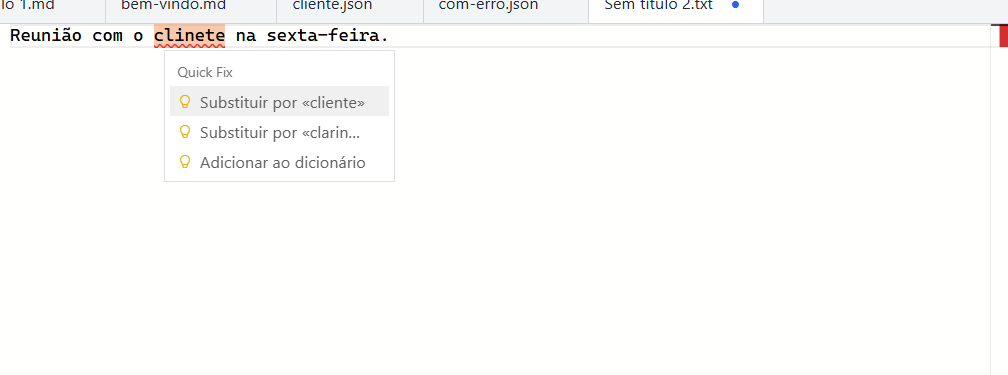 lo 1.md
bem-vindo.md
cliente.json
com-erro.json
Sem título 2.txt
Reunião com o clinete na sexta-feira.
Quick Fix
Substituir por «cliente»
Substituir por «clarin...
Adicionar ao dicionário